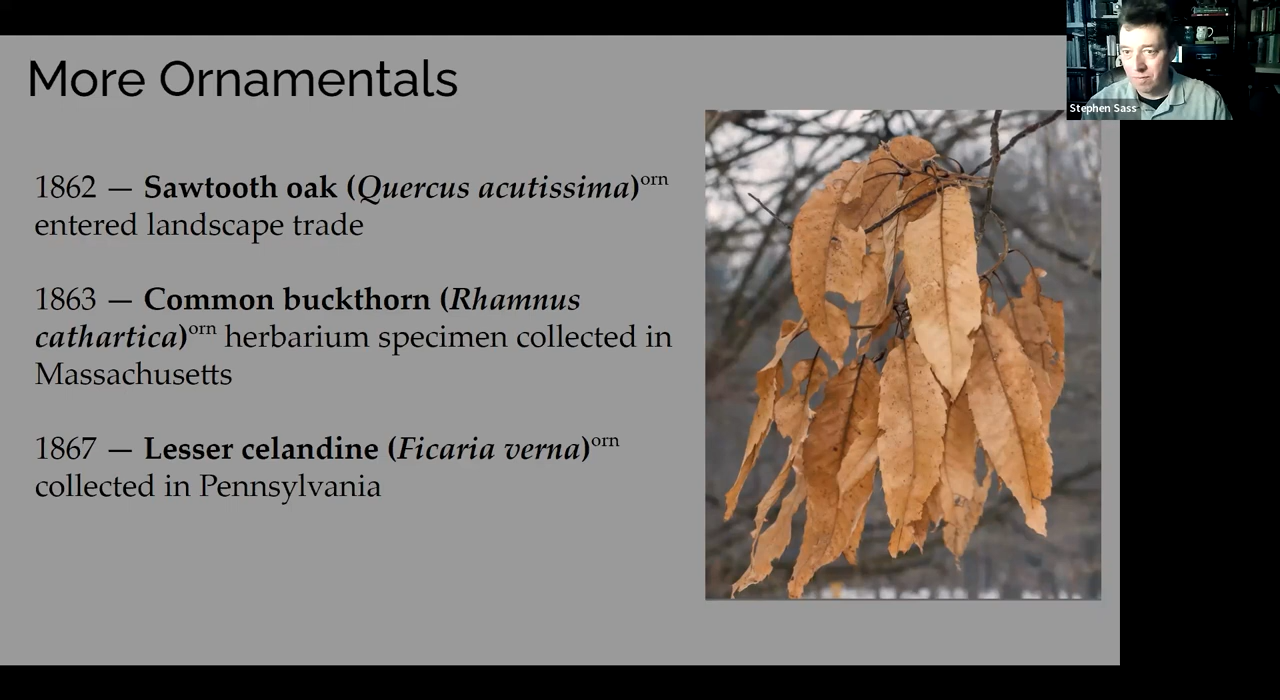 More Ornamentals
1862 — Sawtooth oak (Quercus acutissima)orn
entered landscape trade
1863 — Common buckthorn (Rhamnus
cathartica)orn herbarium specimen collected in
Massachusetts
1867 — Lesser celandine (Ficaria verna)orn
collected in Pennsylvania
Stephen Sass